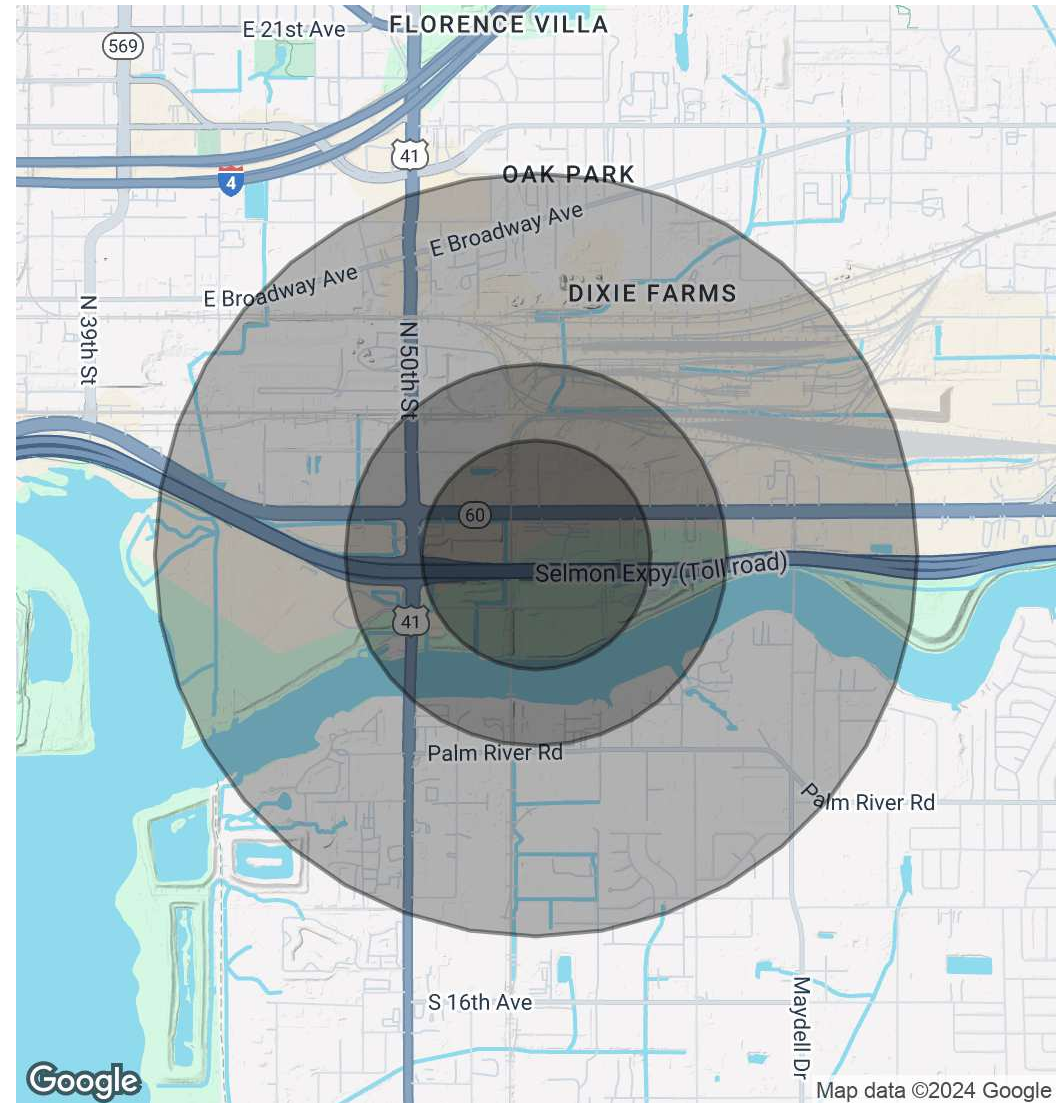 FLORENCE VILLA
E 21st Ave
569
41
OAK PARK
4
E Broadway Ave
E Broadway Ave
DIXIE FARMS
N 39th St
N 50th St
60
Selmon Expy (Toll road)
41
Palm River Rd
Palm River Rd
S 16th Ave
Maydell Dr
Google
Map data ©2024 Google